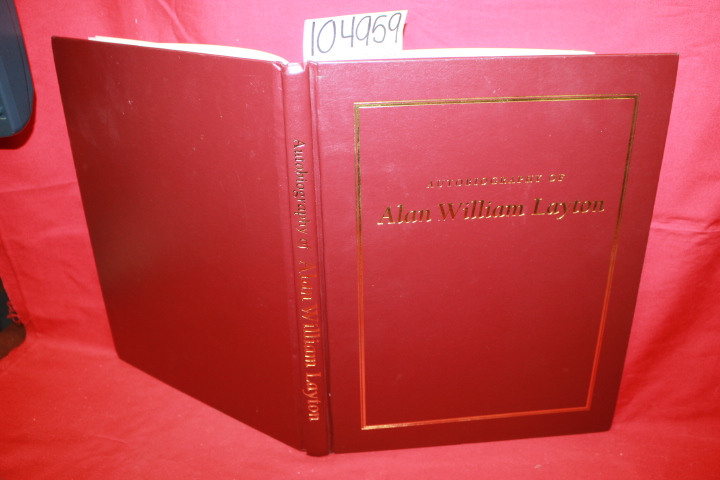 104959
AUTOBIOGRAPHY OF
Alan William Layton
Autobiography of Alan William Layton